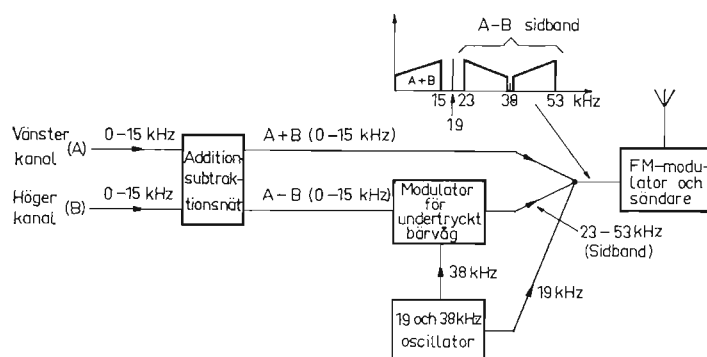 A–B sidband
A+B
15 23 38 53 kHz
19
Vänster
kanal (A)
0–15 kHz
Addition-
subtrak-
tionsnät
A+B (0–15 kHz)
FM-modu-
lator och
sändare
Höger
kanal (B)
0–15 kHz
A–B (0–15 kHz)
Modulator
för
undertryckt
bärvåg
23–53 kHz
(Sidband)
38 kHz
19 kHz
19 och 38kHz
oscillator